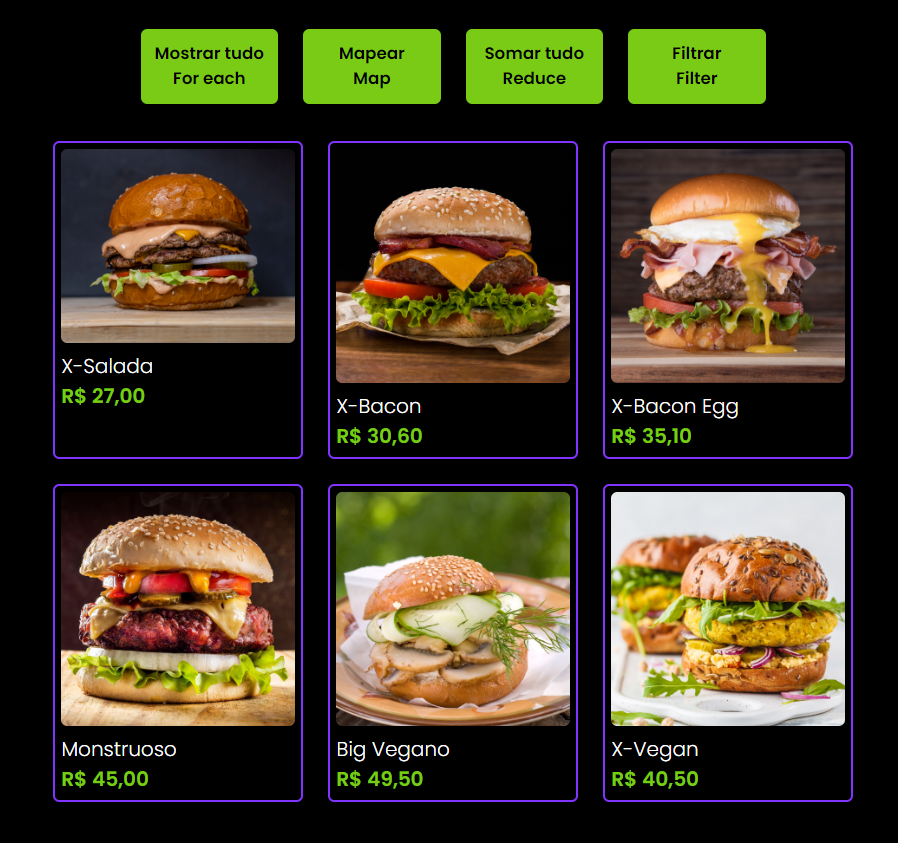 Mostrar tudo
For each
Mapear
Map
Somar tudo
Reduce
Filtrar
Filter
X-Salada
R$ 27,00
X-Bacon
R$ 30,60
X-Bacon Egg
R$ 35,10
Monstruoso
R$ 45,00
Big Vegano
R$ 49,50
X-Vegan
R$ 40,50